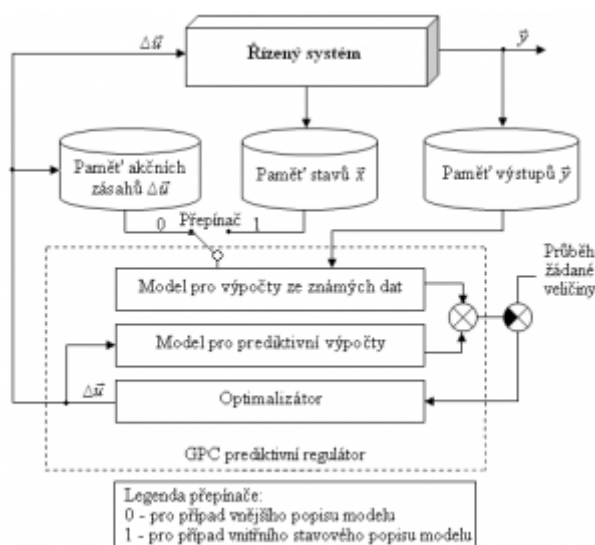 Δu⃗
Řízený systém
y⃗
Paměť akčních
zásahů Δu⃗
Paměť stavů x⃗
Paměť výstupů y⃗
0
Přepínač
1
Průběh
žádané
veličiny
Model pro výpočty ze známých dat
Model pro prediktivní výpočty
Δu⃗
Optimalizátor
GPC prediktivní regulátor
Legenda přepínače:
0 - pro případ vnějšího popisu modelu
1 - pro případ vnitřního stavového popisu modelu